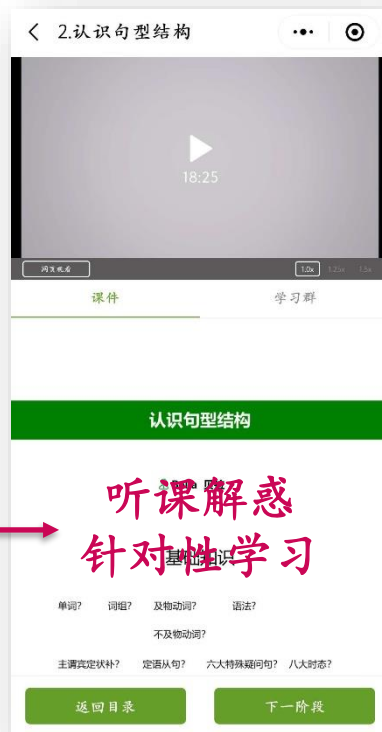 2.认识句型结构
18:25
网页观看
1.0x 1.25x 1.5x
课件 学习群
认识句型结构
听课解惑
针对性学习
基础知识
单词? 词组? 及物动词? 语法?
不及物动词?
主谓宾定状补? 定语从句? 六大特殊疑问句? 八大时态?
返回目录 下一阶段